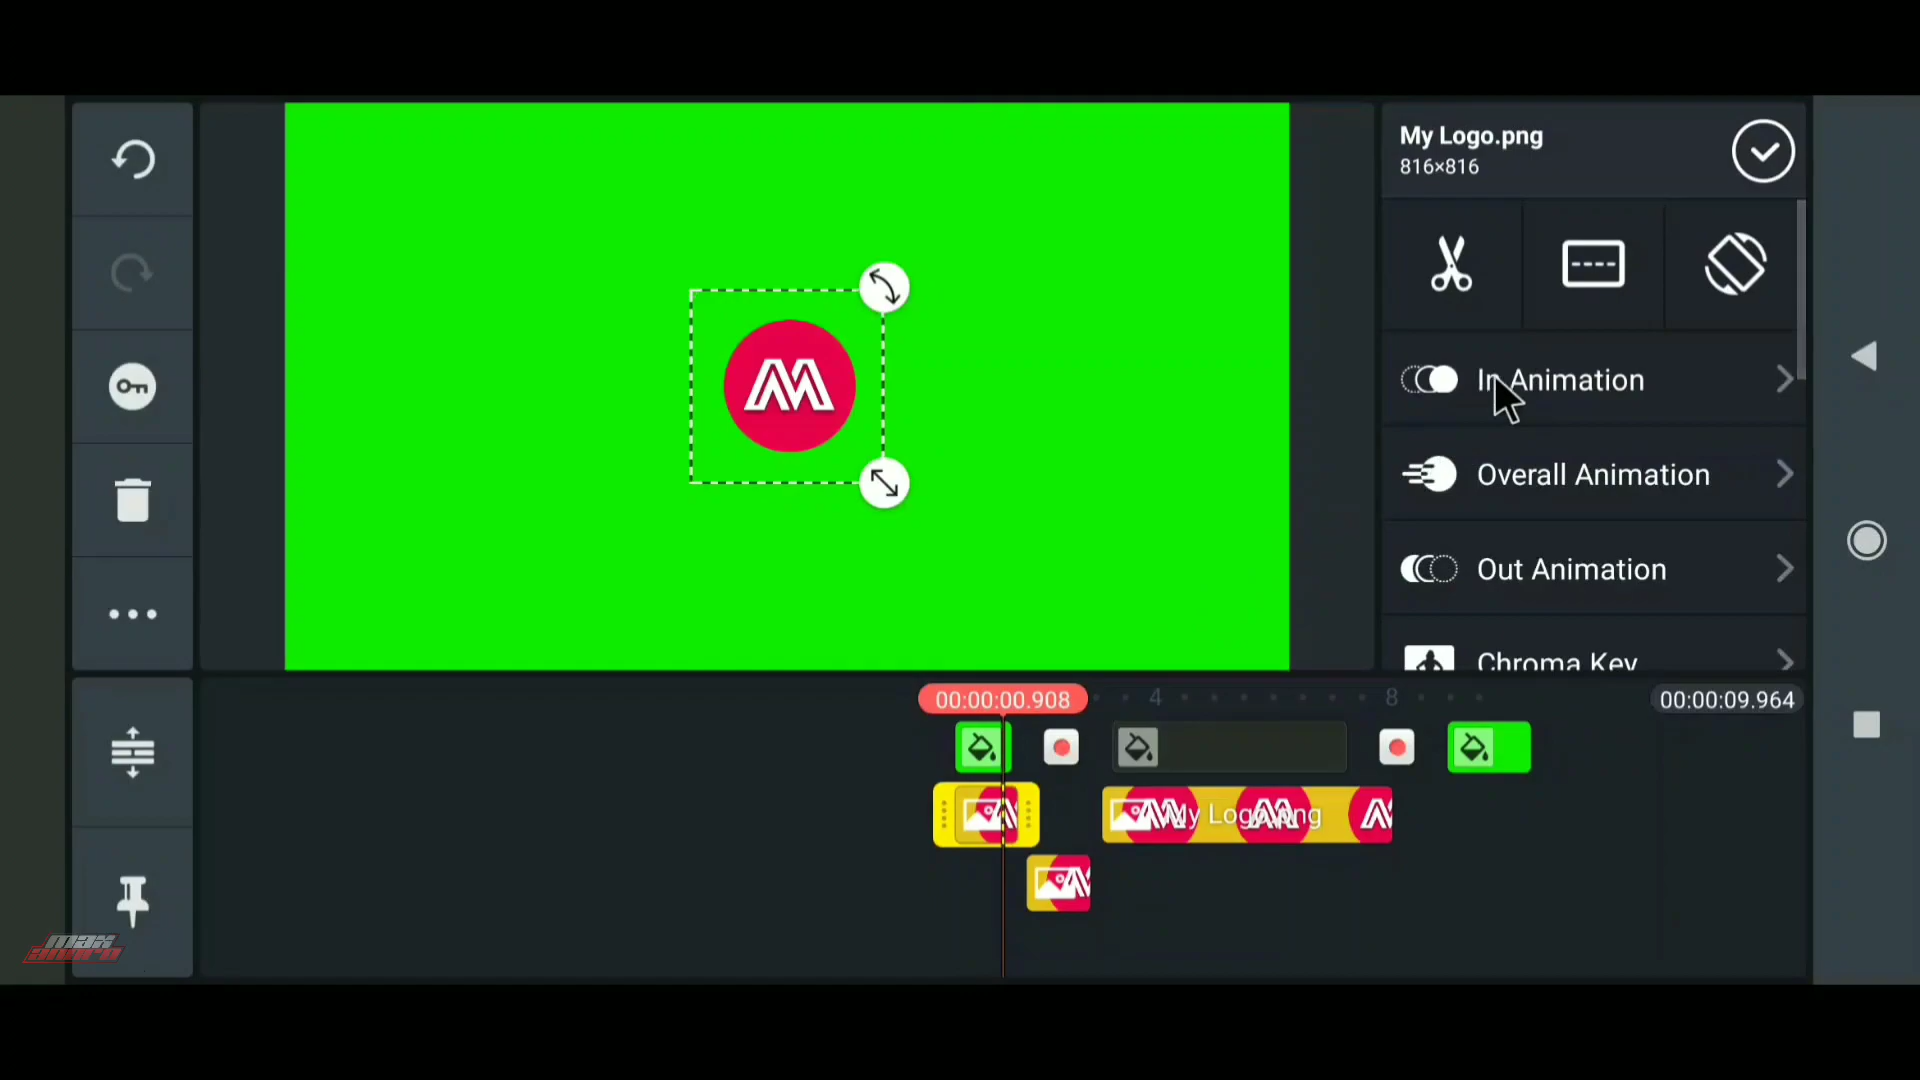 My Logo.png
816×816
In Animation
Overall Animation
Out Animation
Chroma Key
00:00:00.908
4
8
00:00:09.964
My Logo.png
max